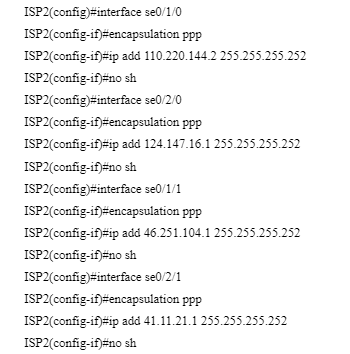 ISP2(config)#interface se0/1/0
ISP2(config-if)#encapsulation ppp
ISP2(config-if)#ip add 110.220.144.2 255.255.255.252
ISP2(config-if)#no sh
ISP2(config)#interface se0/2/0
ISP2(config-if)#encapsulation ppp
ISP2(config-if)#ip add 124.147.16.1 255.255.255.252
ISP2(config-if)#no sh
ISP2(config)#interface se0/1/1
ISP2(config-if)#encapsulation ppp
ISP2(config-if)#ip add 46.251.104.1 255.255.255.252
ISP2(config-if)#no sh
ISP2(config)#interface se0/2/1
ISP2(config-if)#encapsulation ppp
ISP2(config-if)#ip add 41.11.21.1 255.255.255.252
ISP2(config-if)#no sh